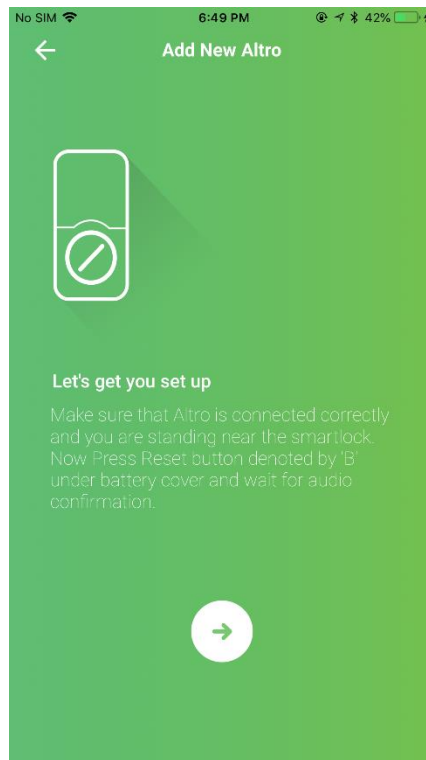 No SIM 6:49 PM 42%
Add New Altro
Let's get you set up
Make sure that Altro is connected correctly
and you are standing near the smartlock.
Now Press Reset button denoted by 'B'
under battery cover and wait for audio
confirmation.